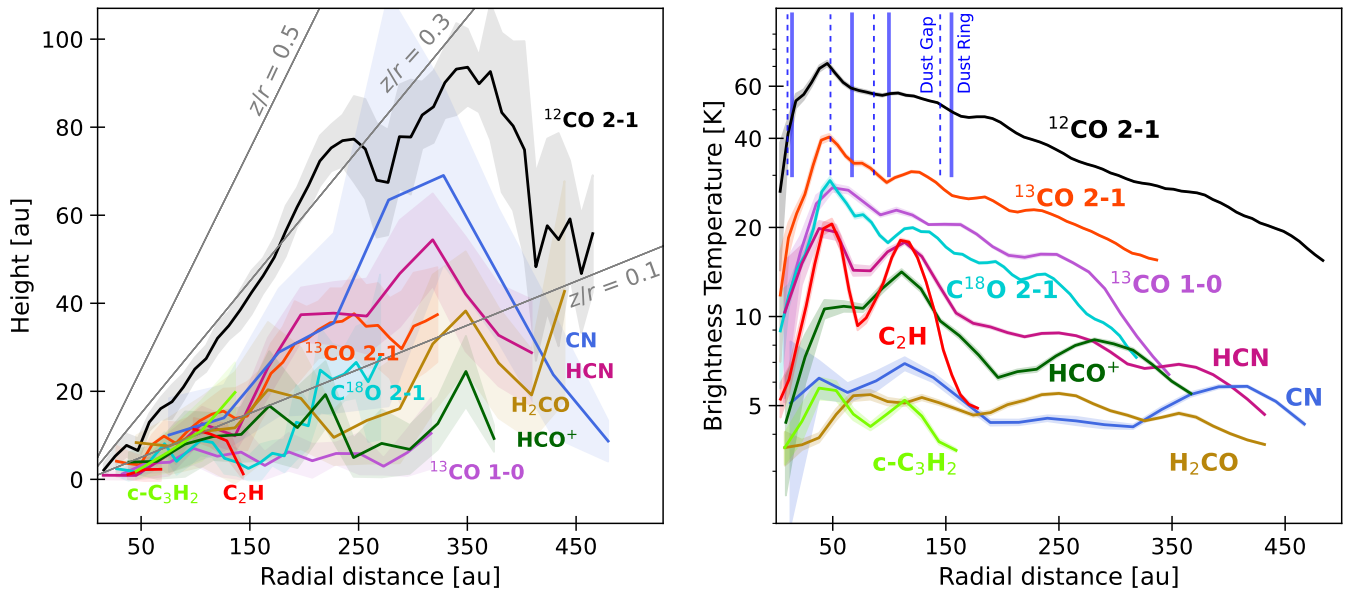 100
80
60
40
20
0
50
150
250
350
450
Height [au]
Radial distance [au]
z/r = 0.5
z/r = 0.3
z/r = 0.1
¹²CO 2-1
CN
HCN
¹³CO 2-1
C¹⁸O 2-1
H₂CO
HCO⁺
¹³CO 1-0
c-C₃H₂
C₂H
60
40
20
10
5
50
150
250
350
450
Brightness Temperature [K]
Radial distance [au]
Dust Gap
Dust Ring
¹²CO 2-1
¹³CO 2-1
¹³CO 1-0
C¹⁸O 2-1
C₂H
HCN
HCO⁺
CN
c-C₃H₂
H₂CO